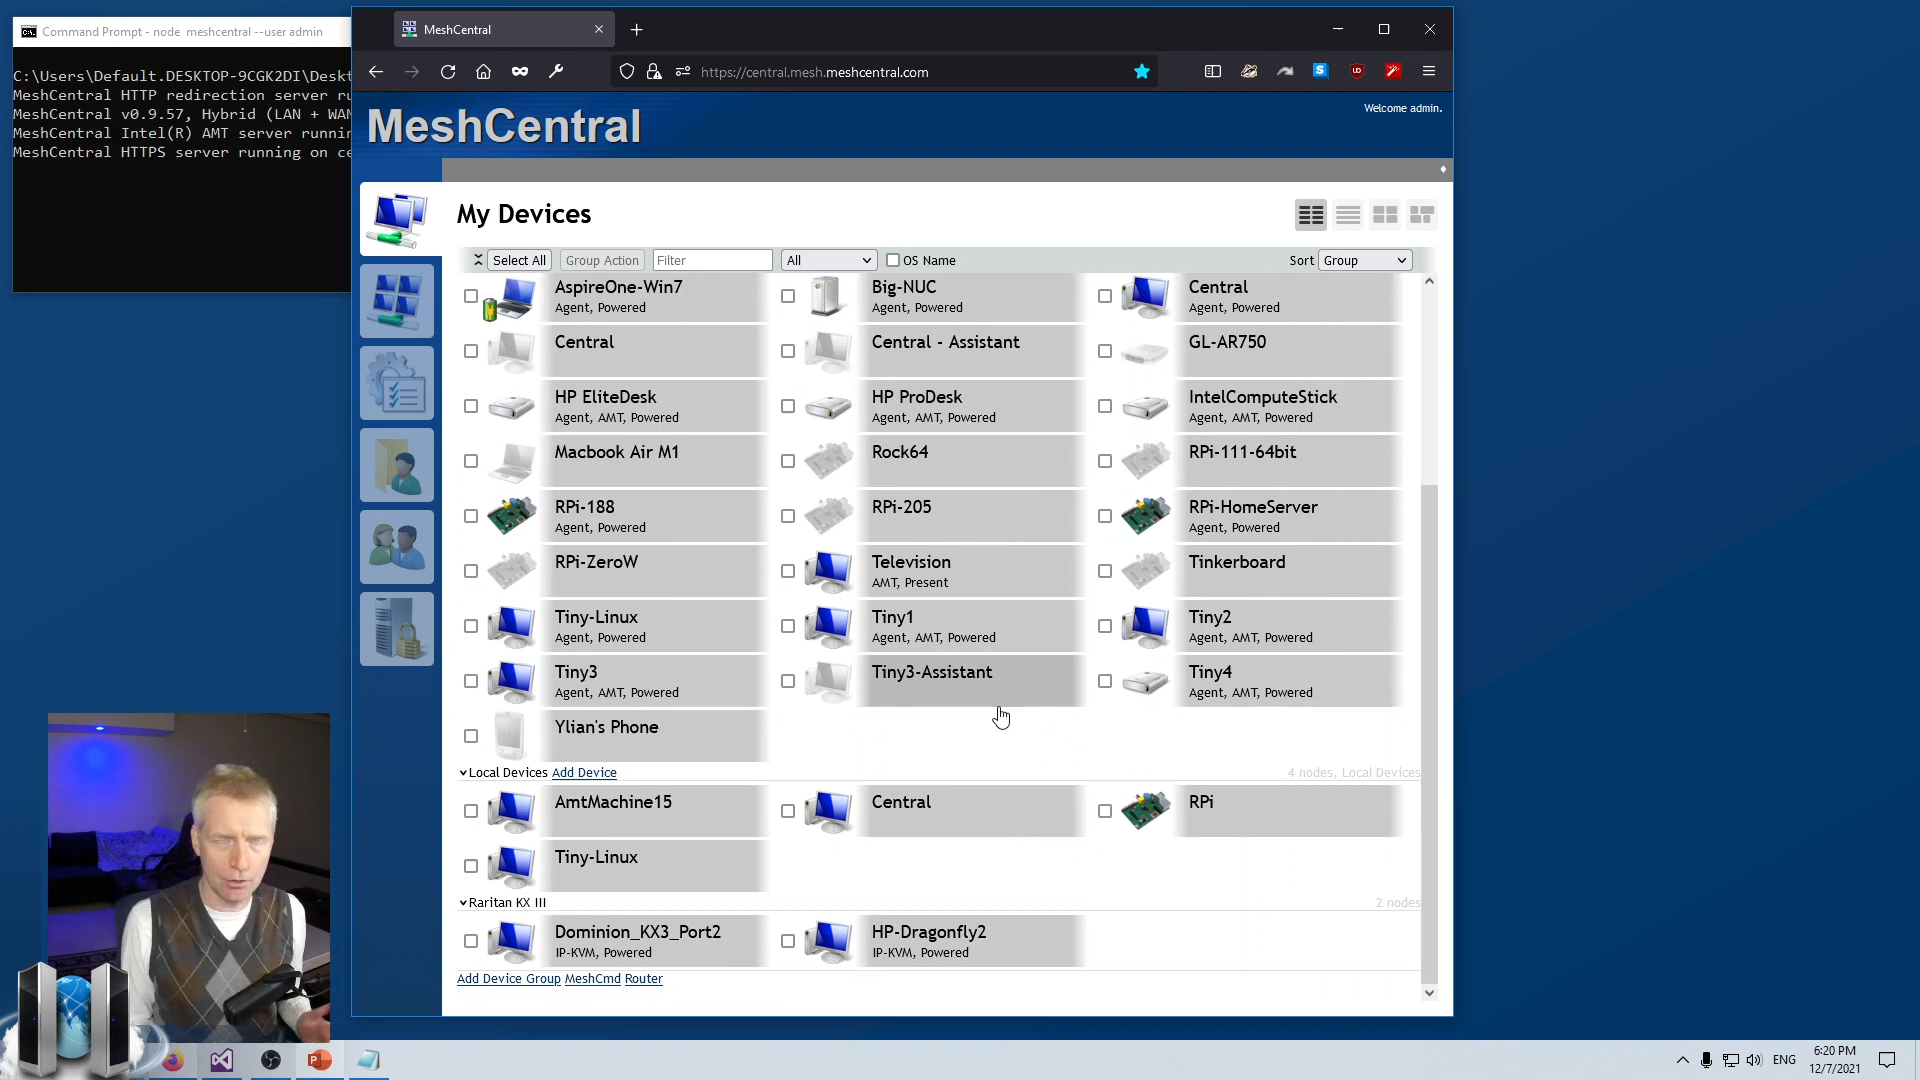 Command Prompt - node meshcentral --user admin
C:\Users\Default.DESKTOP-9CGK2DI\Deskt
MeshCentral HTTP redirection server ru
MeshCentral v0.9.57, Hybrid (LAN + WAN
MeshCentral Intel(R) AMT server runnin
MeshCentral HTTPS server running on ce
MeshCentral
https://central.mesh.meshcentral.com
MeshCentral
Welcome admin.
My Devices
Select All Group Action Filter All OS Name Sort Group
AspireOne-Win7 Big-NUC Central
Agent, Powered Agent, Powered Agent, Powered
Central Central - Assistant GL-AR750
HP EliteDesk HP ProDesk IntelComputeStick
Agent, AMT, Powered Agent, AMT, Powered Agent, AMT, Powered
Macbook Air M1 Rock64 RPi-111-64bit
RPi-188 RPi-205 RPi-HomeServer
Agent, Powered Agent, Powered
RPi-ZeroW Television Tinkerboard
AMT, Present
Tiny-Linux Tiny1 Tiny2
Agent, Powered Agent, AMT, Powered Agent, AMT, Powered
Tiny3 Tiny3-Assistant Tiny4
Agent, AMT, Powered Agent, AMT, Powered
Ylian's Phone
Local Devices Add Device 4 nodes, Local Devices
AmtMachine15 Central RPi
Tiny-Linux
Raritan KX III 2 nodes
Dominion_KX3_Port2 HP-Dragonfly2
IP-KVM, Powered IP-KVM, Powered
Add Device Group MeshCmd Router
ENG
6:20 PM
12/7/2021